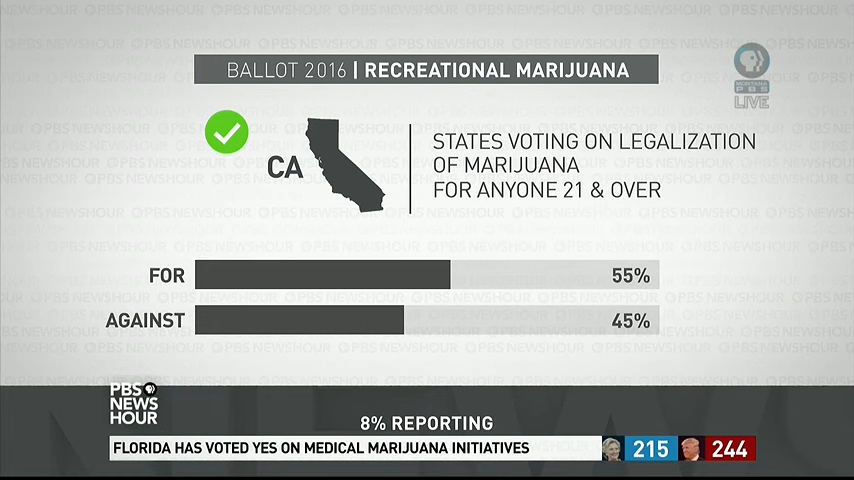 BALLOT 2016 | RECREATIONAL MARIJUANA
MONTANA
PBS
LIVE
CA
STATES VOTING ON LEGALIZATION
OF MARIJUANA
FOR ANYONE 21 & OVER
FOR 55%
AGAINST 45%
PBS
NEWS
HOUR
8% REPORTING
FLORIDA HAS VOTED YES ON MEDICAL MARIJUANA INITIATIVES 215 244